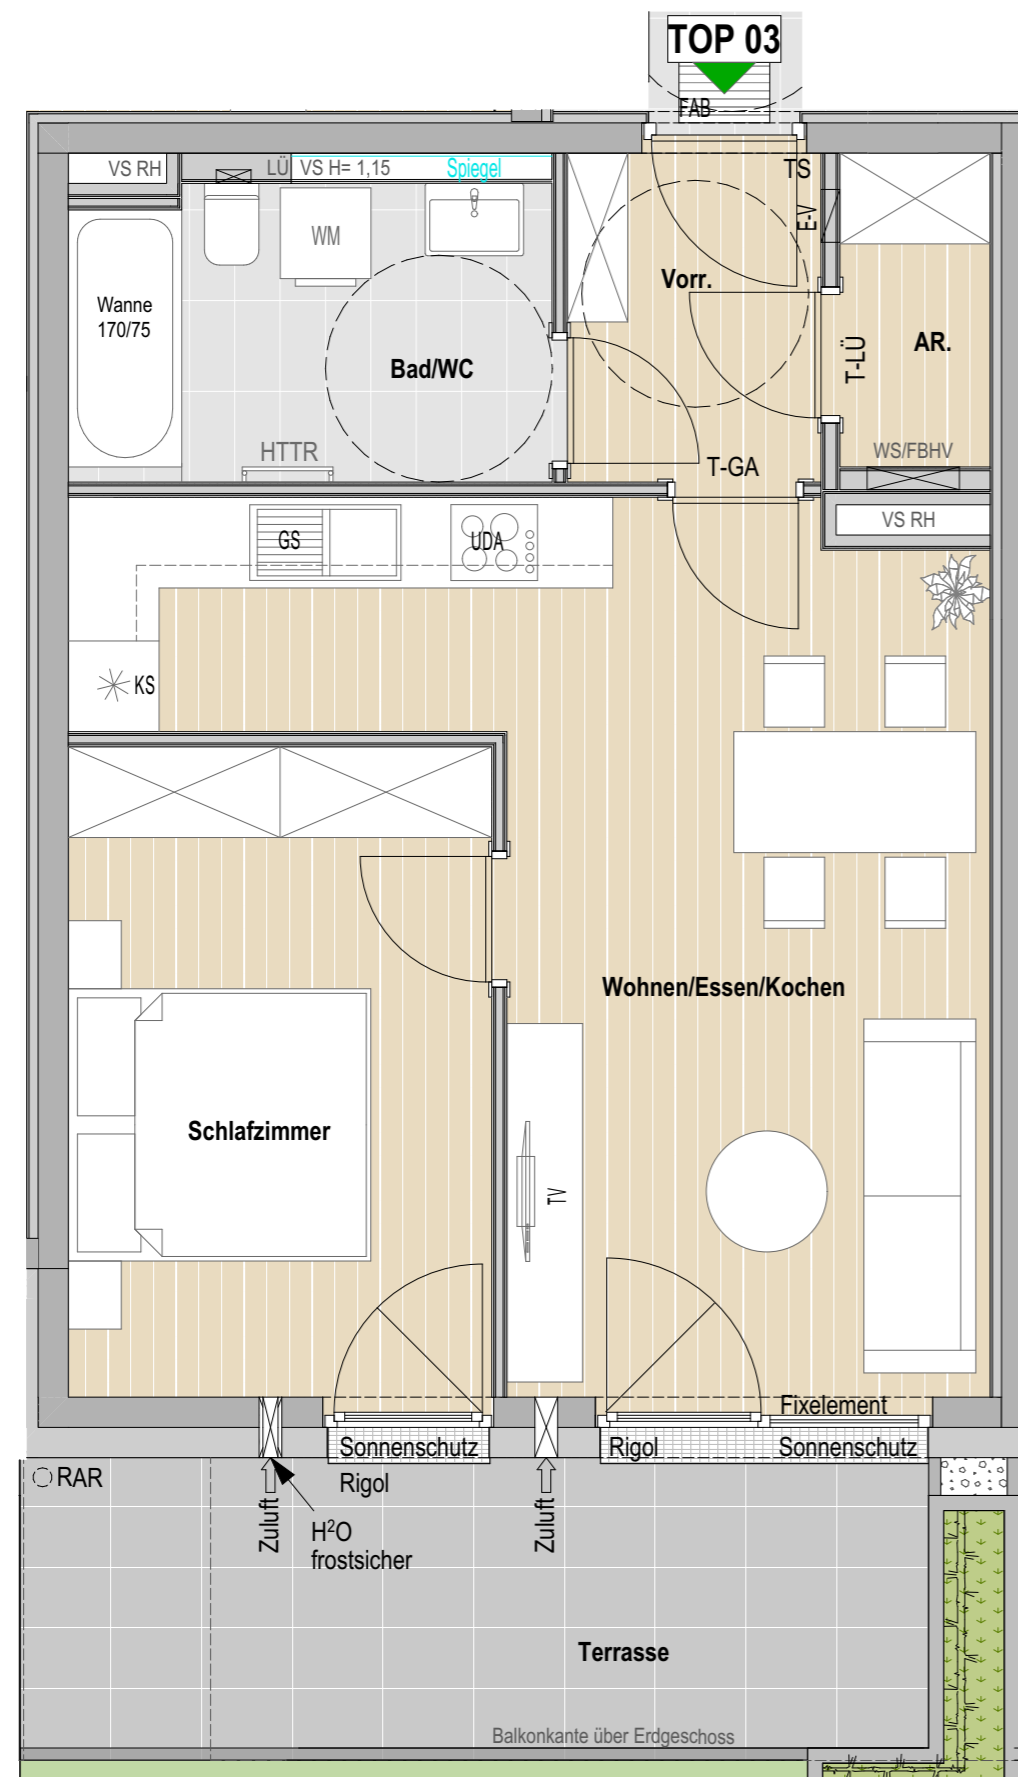 TOP 03
FAB
VS RH
LÜ
VS H= 1,15
Spiegel
TS
E-V
WM
Vorr.
Wanne
170/75
Bad/WC
T-LÜ
AR.
HTTR
T-GA
WS/FBHV
GS
UDA
VS RH
KS
Wohnen/Essen/Kochen
Schlafzimmer
TV
Fixelement
Sonnenschutz
Rigol
Sonnenschutz
RAR
Rigol
Zuluft
H²O
frostsicher
Zuluft
Terrasse
Balkonkante über Erdgeschoss